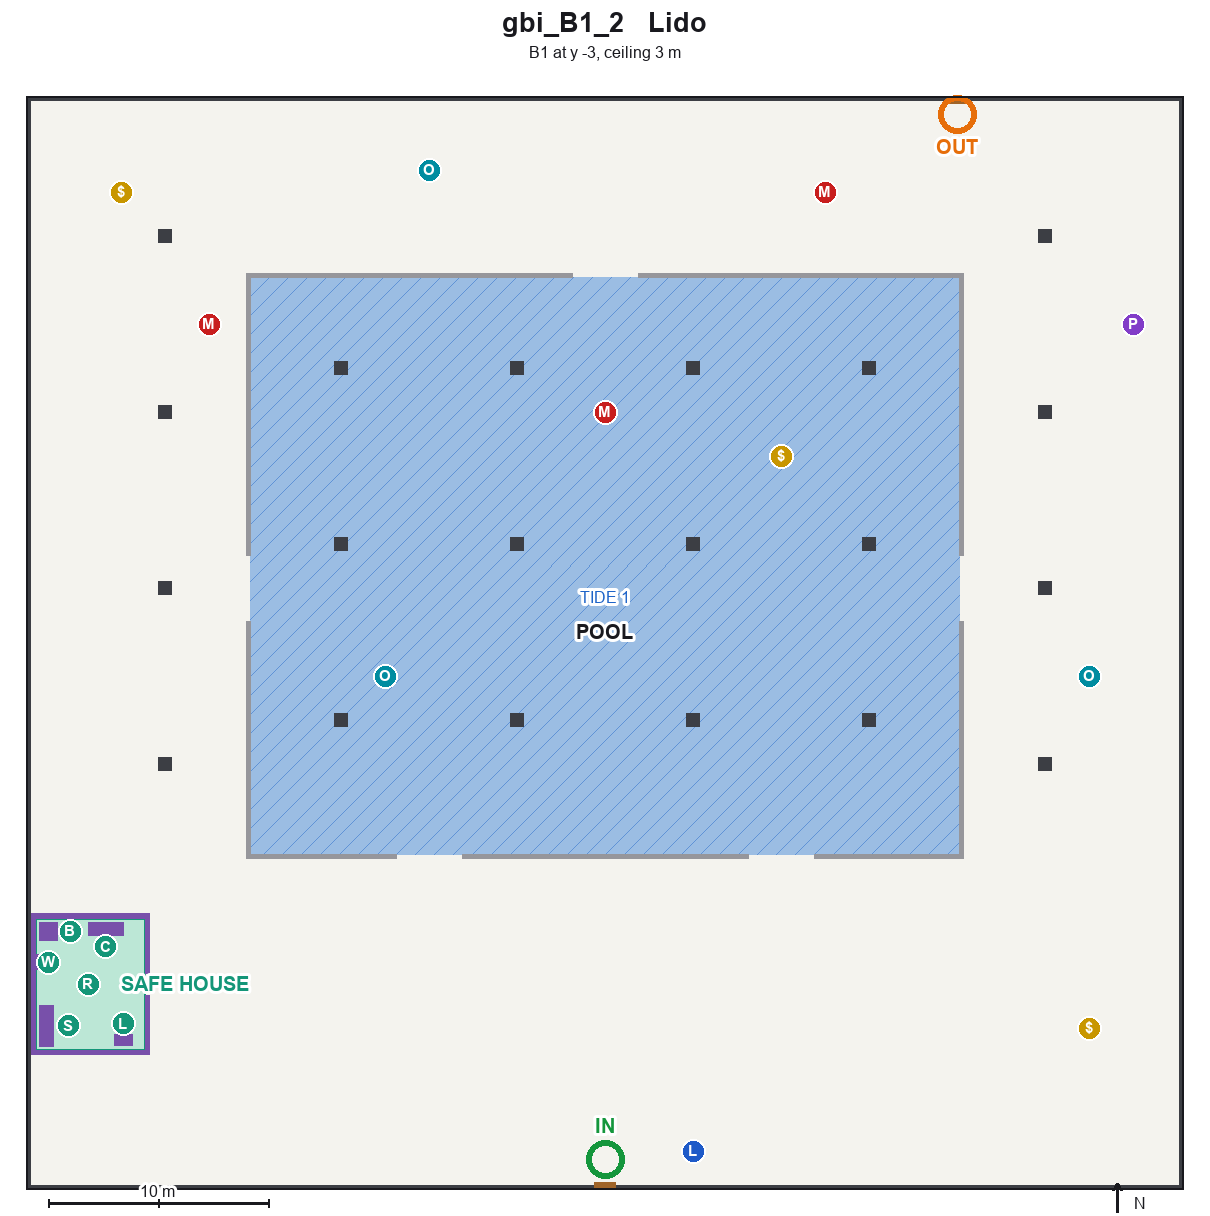 gbi_B1_2 Lido
B1 at y -3, ceiling 3 m
OUT
O
$
M
M
P
M
$
TIDE 1
POOL
O
O
B
C
W
R
SAFE HOUSE
S
L
$
IN
L
10 m
N